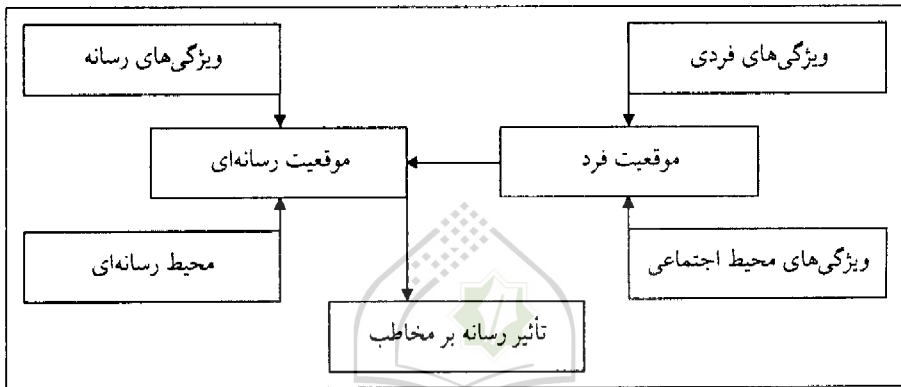 ویژگی‌های فردی
ویژگی‌های رسانه
موقعیت فرد
موقعیت رسانه‌ای
ویژگی‌های محیط اجتماعی
محیط رسانه‌ای
تأثیر رسانه بر مخاطب